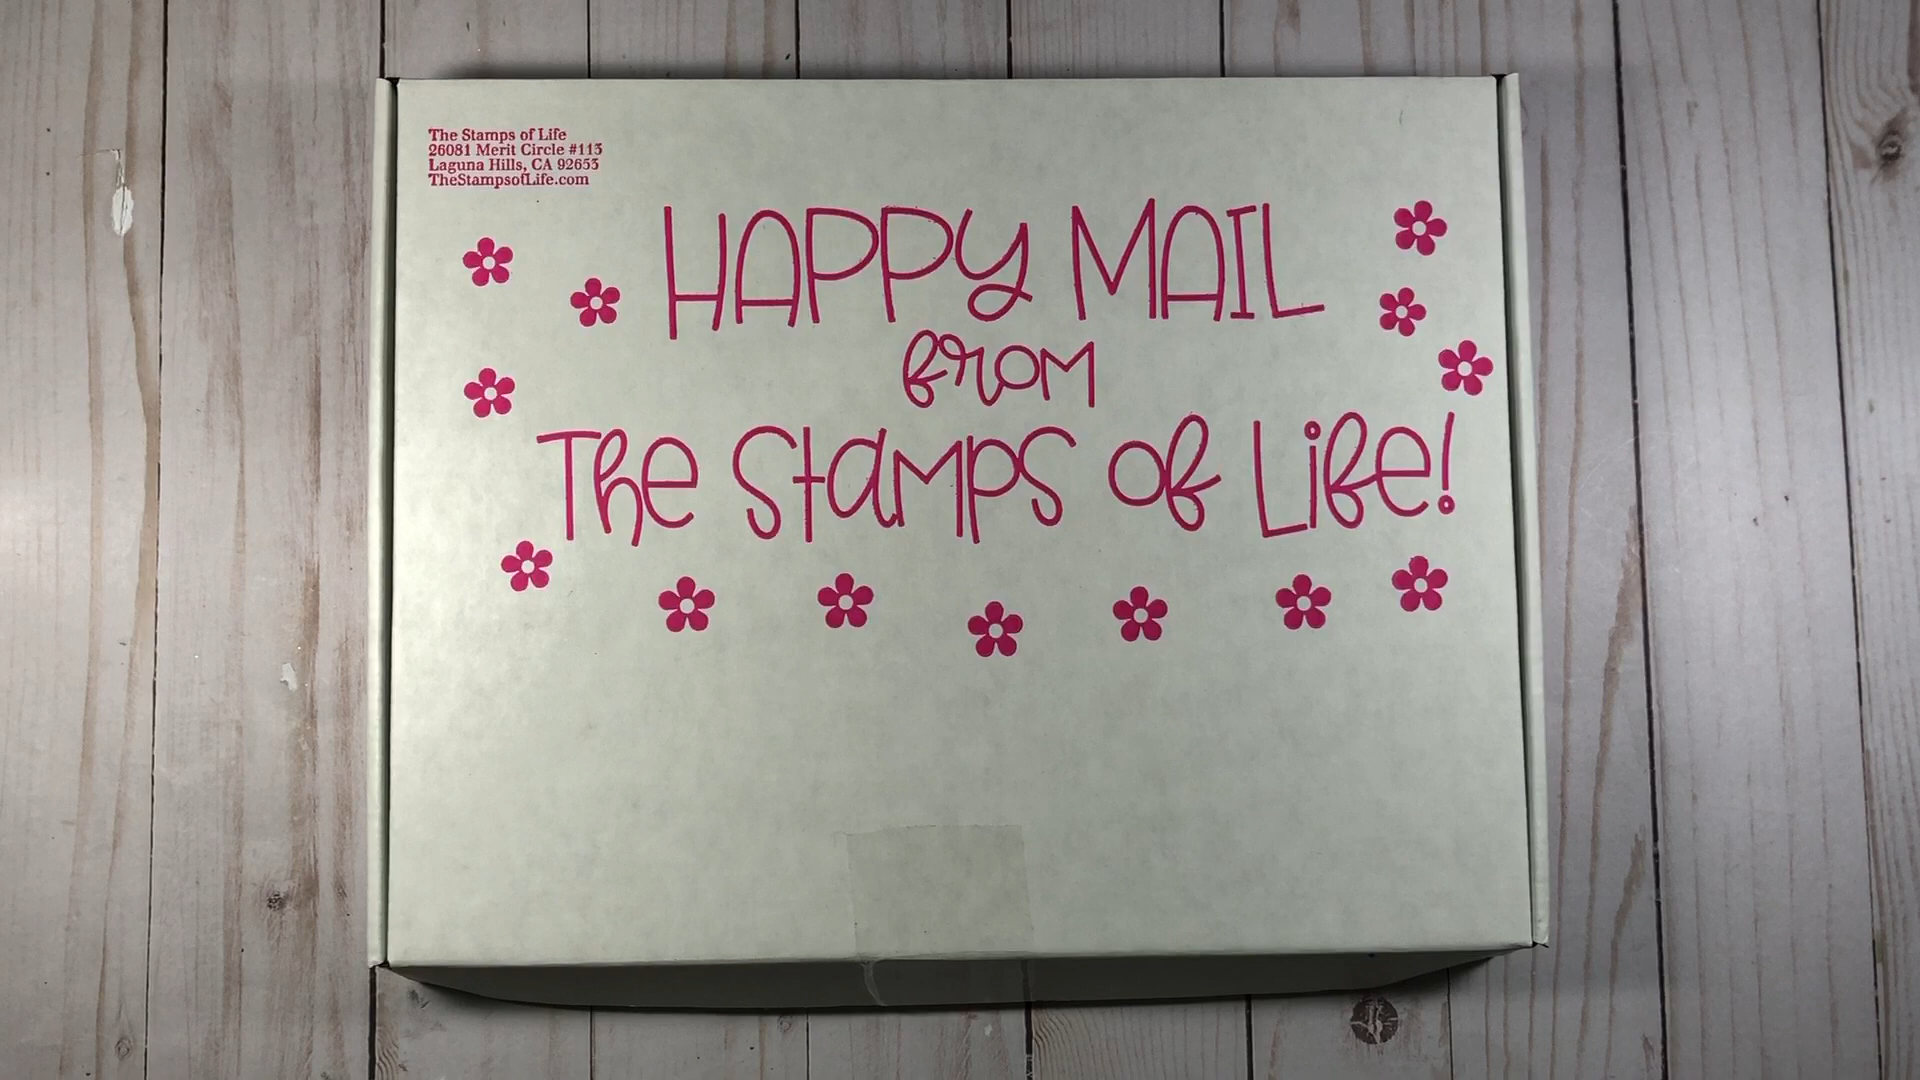 The Stamps of Life
26081 Merit Circle #113
Laguna Hills, CA 92653
TheStampsofLife.com
HAPPy MAIL
from
The Stamps of Life!